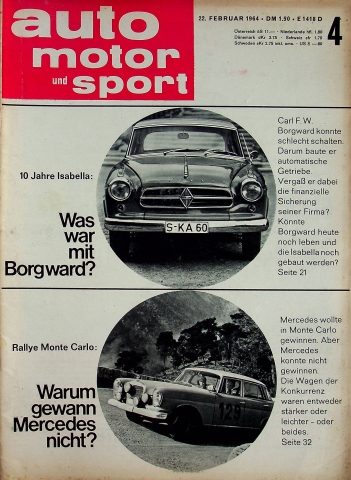 auto
motor
und sport
22. FEBRUAR 1964 • DM 1.50 • E 1418 D
4
Carl F.W.
Borgward konnte
schlecht schalten.
Darum baute er
automatische
Getriebe.
Vergaß er dabei
die finanzielle
Sicherung
seiner Firma?
Könnte
Borgward heute
noch leben und
die Isabella noch
gebaut werden?
Seite 21
10 Jahre Isabella:
Was
war
mit
Borgward?
S-KA 60
Rallye Monte Carlo:
Warum
gewann
Mercedes
nicht?
Mercedes wollte
in Monte Carlo
gewinnen. Aber
Mercedes
konnte nicht
gewinnen.
Die Wagen der
Konkurrenz
waren entweder
stärker oder
leichter – oder
beides.
Seite 32